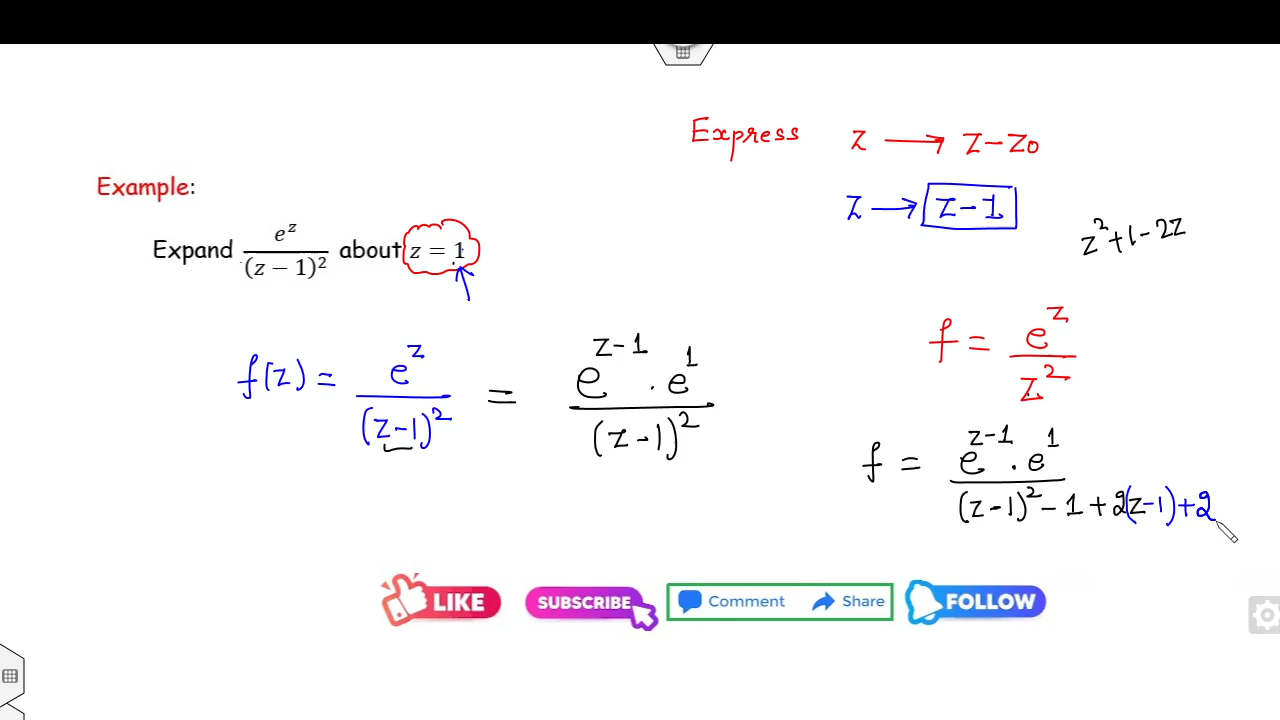 Express z → z−z₀
z → z−1
Example:
z²+1−2z
Expand e^z/(z − 1)² about z = 1
f = e^z/z²
f(z) = e^z/(z−1)² = e^(z−1) . e^1/(z−1)²
f = e^(z−1) . e^1/(z−1)² − 1 + 2(z−1) + 2
LIKE SUBSCRIBE Comment Share FOLLOW